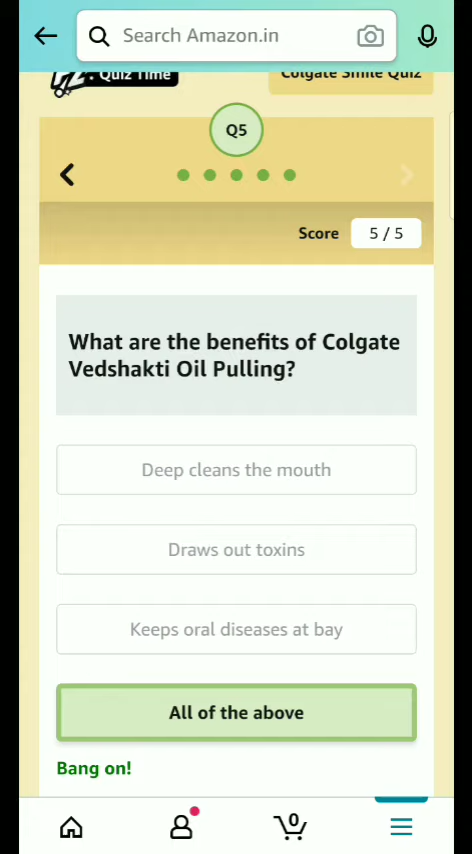 Search Amazon.in
Quiz Time
Colgate Smile Quiz
Q5
Score 5 / 5
What are the benefits of Colgate
Vedshakti Oil Pulling?
Deep cleans the mouth
Draws out toxins
Keeps oral diseases at bay
All of the above
Bang on!
0